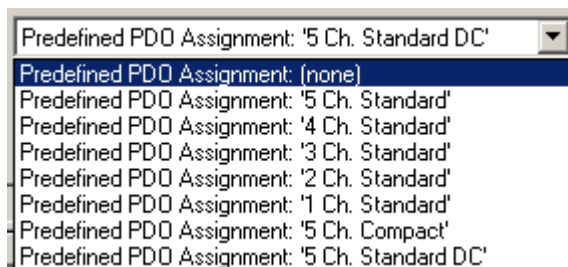 Predefined PDO Assignment: '5 Ch. Standard DC'
Predefined PDO Assignment: (none)
Predefined PDO Assignment: '5 Ch. Standard'
Predefined PDO Assignment: '4 Ch. Standard'
Predefined PDO Assignment: '3 Ch. Standard'
Predefined PDO Assignment: '2 Ch. Standard'
Predefined PDO Assignment: '1 Ch. Standard'
Predefined PDO Assignment: '5 Ch. Compact'
Predefined PDO Assignment: '5 Ch. Standard DC'